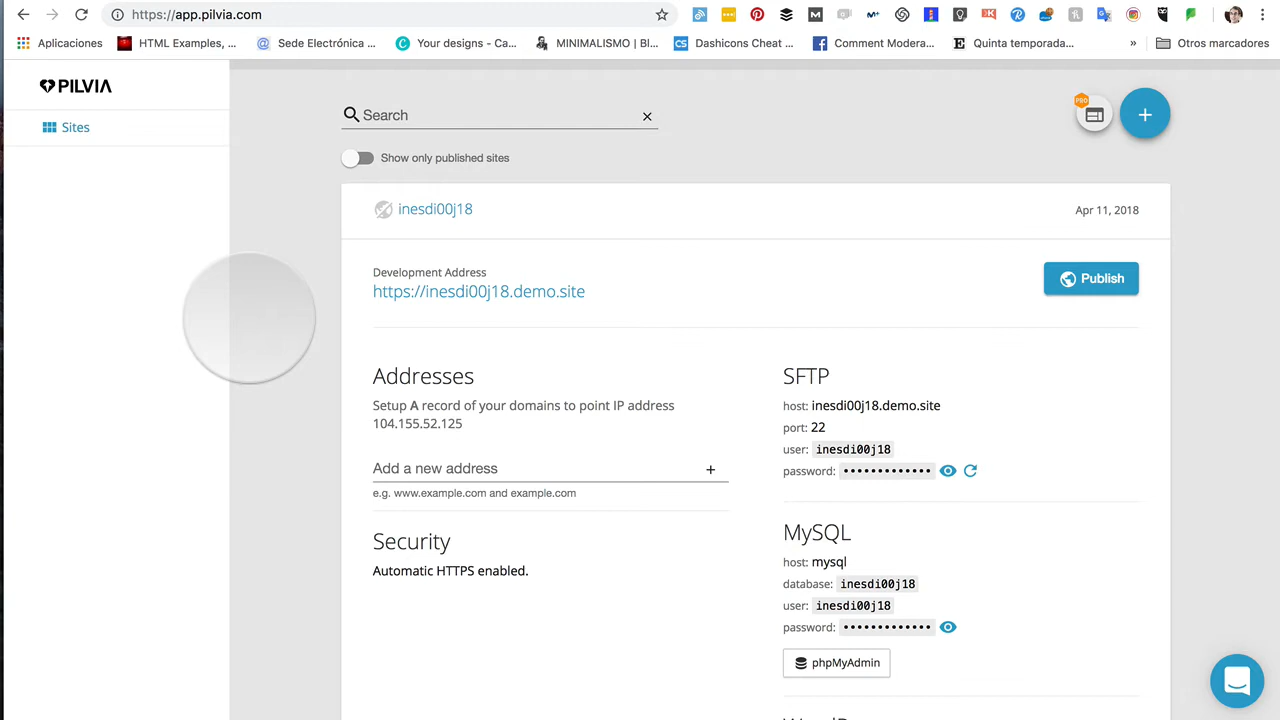 https://app.pilvia.com
Aplicaciones
HTML Examples, ...
Sede Electrónica ...
Your designs - Ca...
MINIMALISMO | Bl...
Dashicons Cheat ...
Comment Modera...
Quinta temporada...
»
Otros marcadores
PILVIA
Sites
Search
PRO
Show only published sites
inesdi00j18
Apr 11, 2018
Development Address
https://inesdi00j18.demo.site
Publish
Addresses
Setup A record of your domains to point IP address
104.155.52.125
Add a new address
e.g. www.example.com and example.com
Security
Automatic HTTPS enabled.
SFTP
host: inesdi00j18.demo.site
port: 22
user: inesdi00j18
password: •••••••••••••
MySQL
host: mysql
database: inesdi00j18
user: inesdi00j18
password: •••••••••••••
phpMyAdmin